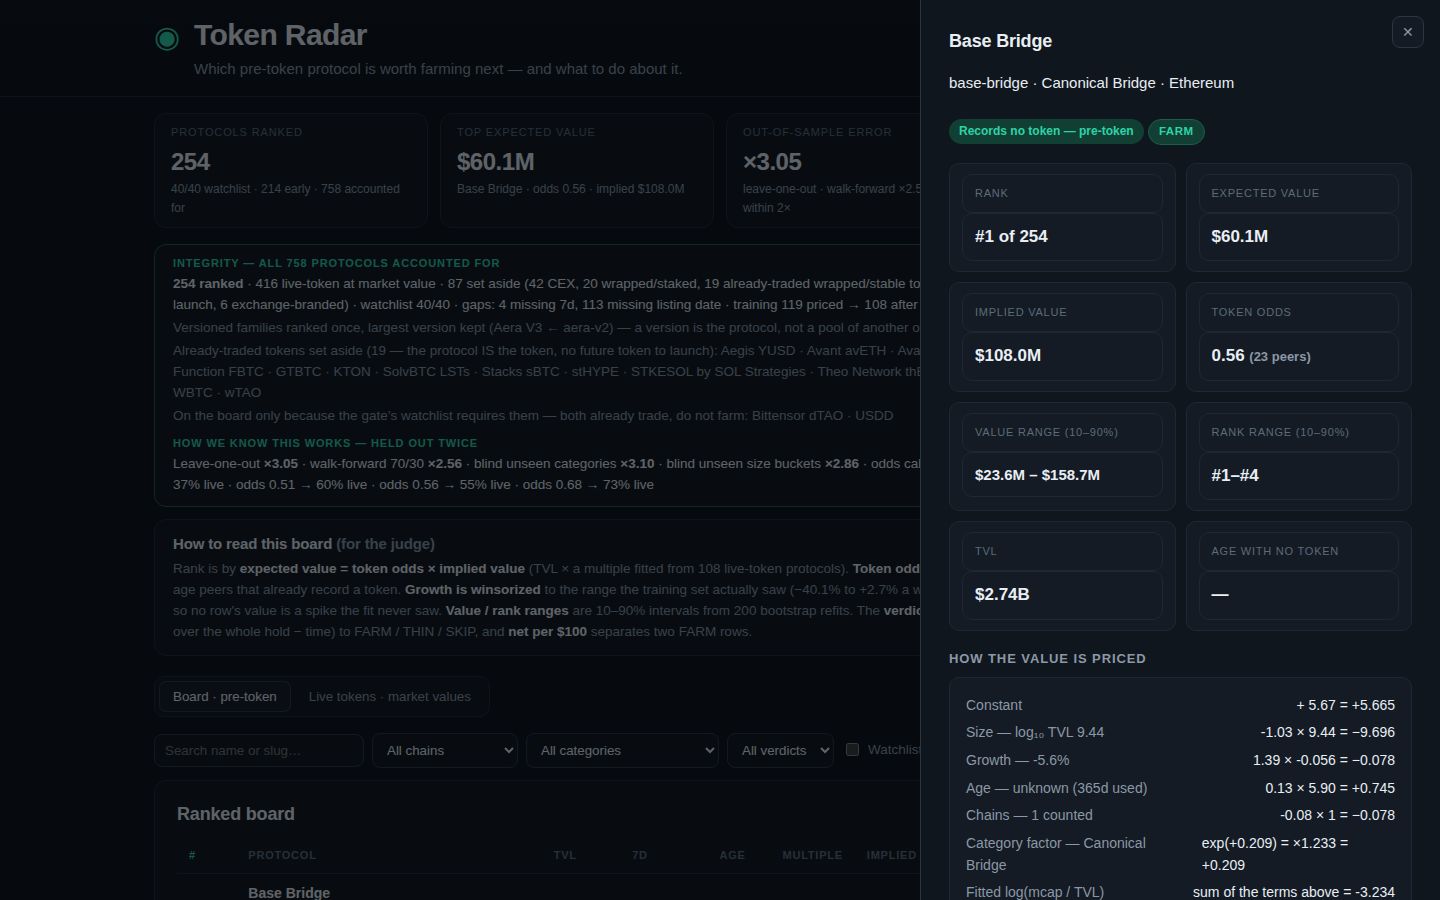 Token Radar
Which pre-token protocol is worth farming next — and what to do about it.
PROTOCOLS RANKED
254
40/40 watchlist · 214 early · 758 accounted
for
TOP EXPECTED VALUE
$60.1M
Base Bridge · odds 0.56 · implied $108.0M
OUT-OF-SAMPLE ERROR
×3.05
leave-one-out · walk-forward ×2.5
within 2×
INTEGRITY — ALL 758 PROTOCOLS ACCOUNTED FOR
254 ranked · 416 live-token at market value · 87 set aside (42 CEX, 20 wrapped/staked, 19 already-traded wrapped/stable to
launch, 6 exchange-branded) · watchlist 40/40 · gaps: 4 missing 7d, 113 missing listing date · training 119 priced → 108 after
Versioned families ranked once, largest version kept (Aera V3 ← aera-v2) — a version is the protocol, not a pool of another o
Already-traded tokens set aside (19 — the protocol IS the token, no future token to launch): Aegis YUSD · Avant avETH · Ava
Function FBTC · GTBTC · KTON · SolvBTC LSTs · Stacks sBTC · stHYPE · STKESOL by SOL Strategies · Theo Network thB
WBTC · wTAO
On the board only because the gate's watchlist requires them — both already trade, do not farm: Bittensor dTAO · USDD
HOW WE KNOW THIS WORKS — HELD OUT TWICE
Leave-one-out ×3.05 · walk-forward 70/30 ×2.56 · blind unseen categories ×3.10 · blind unseen size buckets ×2.86 · odds cal
37% live · odds 0.51 → 60% live · odds 0.56 → 55% live · odds 0.68 → 73% live
How to read this board (for the judge)
Rank is by expected value = token odds × implied value (TVL × a multiple fitted from 108 live-token protocols). Token odd
age peers that already record a token. Growth is winsorized to the range the training set actually saw (−40.1% to +2.7% a w
so no row's value is a spike the fit never saw. Value / rank ranges are 10–90% intervals from 200 bootstrap refits. The verdic
over the whole hold − time) to FARM / THIN / SKIP, and net per $100 separates two FARM rows.
Board · pre-token
Live tokens · market values
Search name or slug…
All chains
All categories
All verdicts
Watchlist
Ranked board
# PROTOCOL TVL 7D AGE MULTIPLE IMPLIED
Base Bridge
Base Bridge
✕
base-bridge · Canonical Bridge · Ethereum
Records no token — pre-token
FARM
RANK
#1 of 254
EXPECTED VALUE
$60.1M
IMPLIED VALUE
$108.0M
TOKEN ODDS
0.56 (23 peers)
VALUE RANGE (10–90%)
$23.6M – $158.7M
RANK RANGE (10–90%)
#1–#4
TVL
$2.74B
AGE WITH NO TOKEN
—
HOW THE VALUE IS PRICED
Constant + 5.67 = +5.665
Size — log₁₀ TVL 9.44 -1.03 × 9.44 = −9.696
Growth — -5.6% 1.39 × -0.056 = −0.078
Age — unknown (365d used) 0.13 × 5.90 = +0.745
Chains — 1 counted -0.08 × 1 = −0.078
Category factor — Canonical exp(+0.209) = ×1.233 =
Bridge +0.209
Fitted log(mcap / TVL) sum of the terms above = -3.234